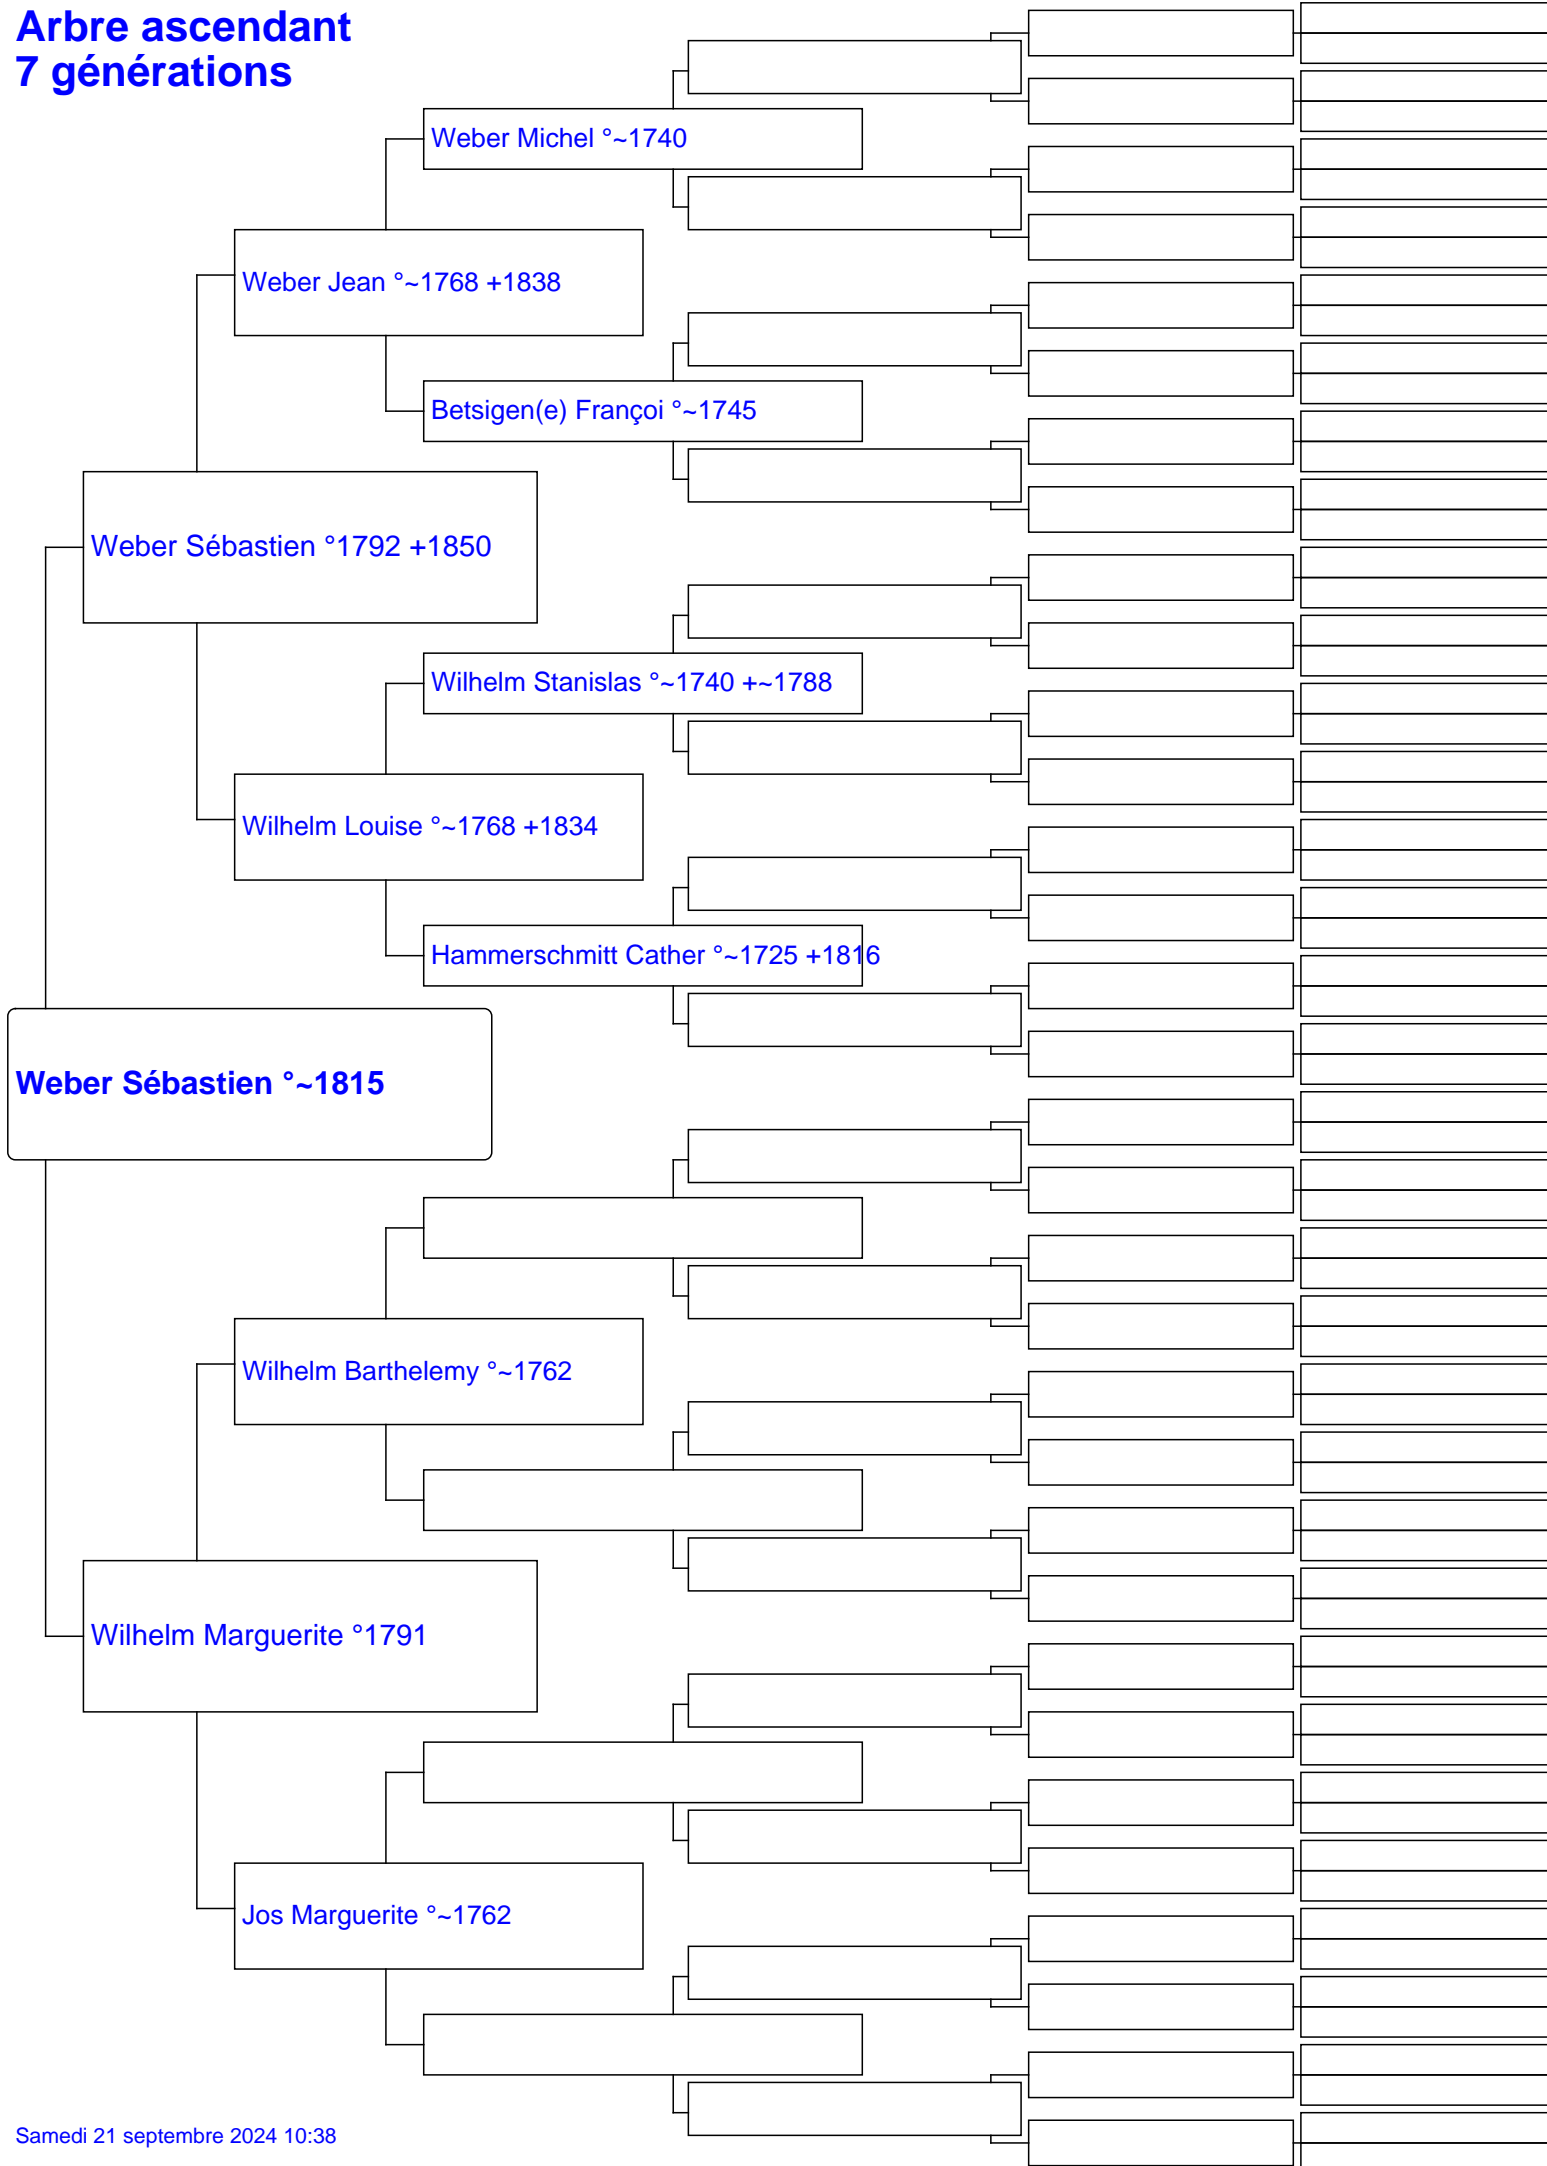 Arbre ascendant
7 générations
Weber Michel °~1740
Weber Jean °~1768 +1838
Betsigen(e) Françoi °~1745
Weber Sébastien °1792 +1850
Wilhelm Stanislas °~1740 +~1788
Wilhelm Louise °~1768 +1834
Hammerschmitt Cather °~1725 +1816
Weber Sébastien °~1815
Wilhelm Barthelemy °~1762
Wilhelm Marguerite °1791
Jos Marguerite °~1762
Samedi 21 septembre 2024 10:38